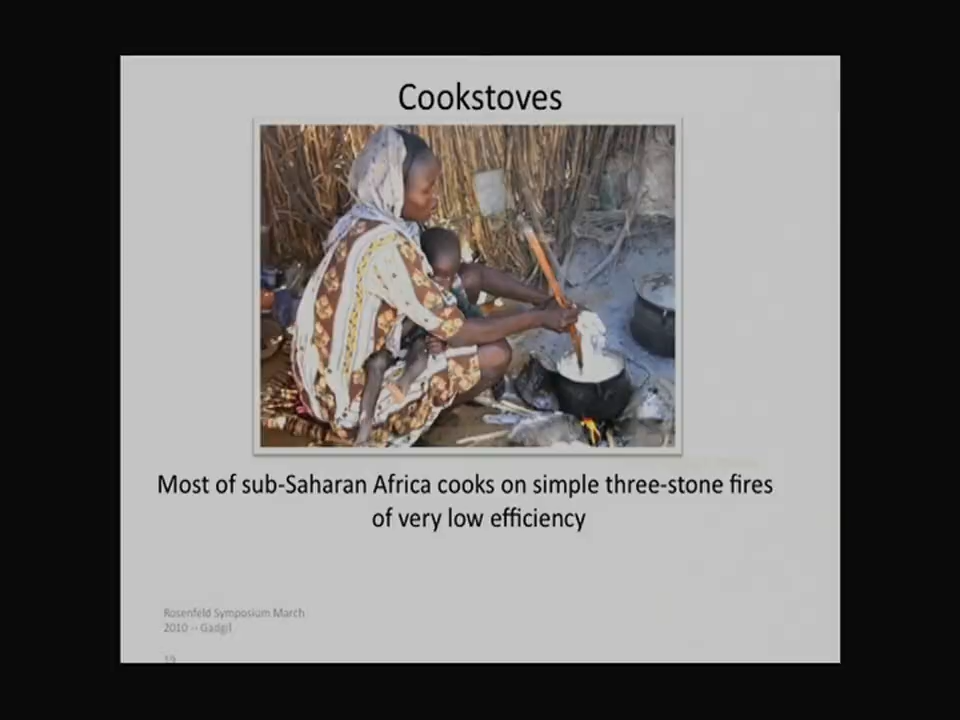 Cookstoves
Most of sub-Saharan Africa cooks on simple three-stone fires
of very low efficiency
Rosenfeld Symposium March
2010 -- Gadgil
19